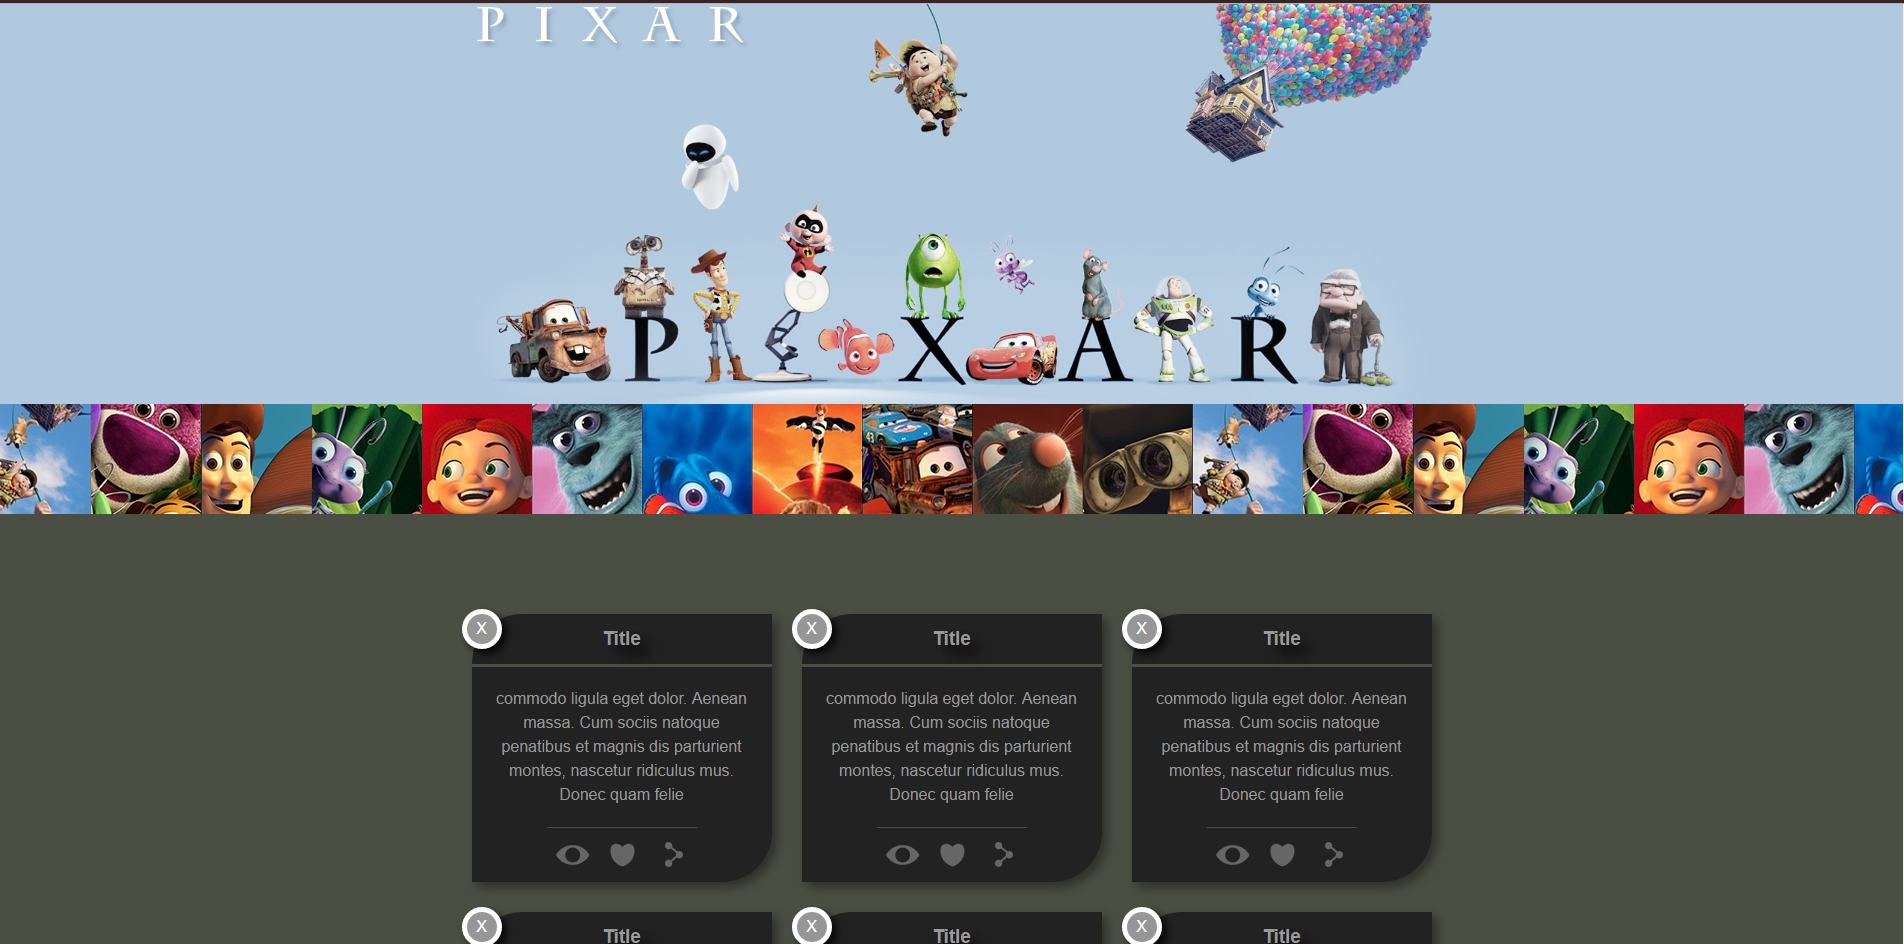 P I X A R
WALL·E
P I X A R
X Title
X Title
X Title
commodo ligula eget dolor. Aenean
massa. Cum sociis natoque
penatibus et magnis dis parturient
montes, nascetur ridiculus mus.
Donec quam felie
commodo ligula eget dolor. Aenean
massa. Cum sociis natoque
penatibus et magnis dis parturient
montes, nascetur ridiculus mus.
Donec quam felie
commodo ligula eget dolor. Aenean
massa. Cum sociis natoque
penatibus et magnis dis parturient
montes, nascetur ridiculus mus.
Donec quam felie
X Title
X Title
X Title